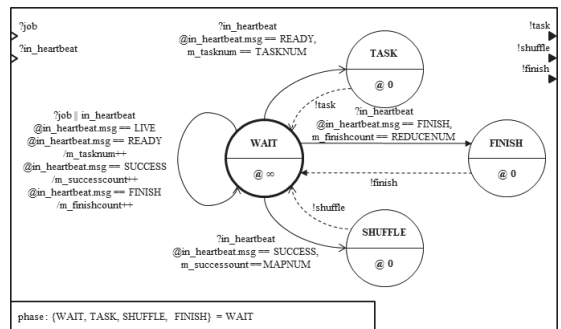 ?job
?in_heartbeat
!task
!shuffle
!finish
?in_heartbeat
@in_heartbeat.msg == READY,
m_tasknum == TASKNUM
TASK
@ 0
!task
?in_heartbeat
@in_heartbeat.msg == FINISH,
m_finishcount == REDUCENUM
?job || in_heartbeat
@in_heartbeat.msg == LIVE
@in_heartbeat.msg == READY
/m_tasknum++
@in_heartbeat.msg == SUCCESS
/m_successcount++
@in_heartbeat.msg == FINISH
/m_finishcount++
WAIT
@ ∞
FINISH
@ 0
!finish
!shuffle
SHUFFLE
@ 0
?in_heartbeat
@in_heartbeat.msg == SUCCESS,
m_successount==MAPNUM
phase: {WAIT, TASK, SHUFFLE, FINISH} = WAIT